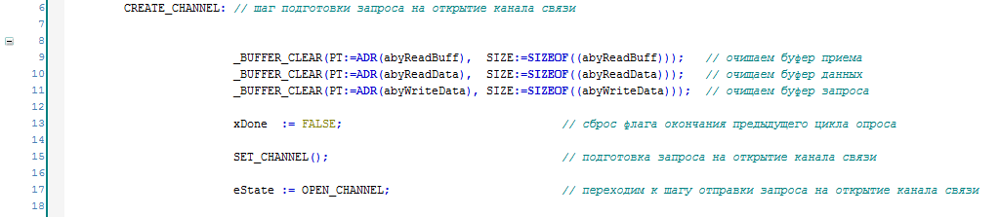 6 CREATE_CHANNEL: // шаг подготовки запроса на открытие канала связи
7
8
9 _BUFFER_CLEAR(PT:=ADR(abyReadBuff), SIZE:=SIZEOF((abyReadBuff))); // очищаем буфер приема
10 _BUFFER_CLEAR(PT:=ADR(abyReadData), SIZE:=SIZEOF((abyReadData))); // очищаем буфер данных
11 _BUFFER_CLEAR(PT:=ADR(abyWriteData), SIZE:=SIZEOF((abyWriteData))); // очищаем буфер запроса
12
13 xDone := FALSE; // сброс флага окончания предыдущего цикла опроса
14
15 SET_CHANNEL(); // подготовка запроса на открытие канала связи
16
17 eState := OPEN_CHANNEL; // переходим к шагу отправки запроса на открытие канала связи
18